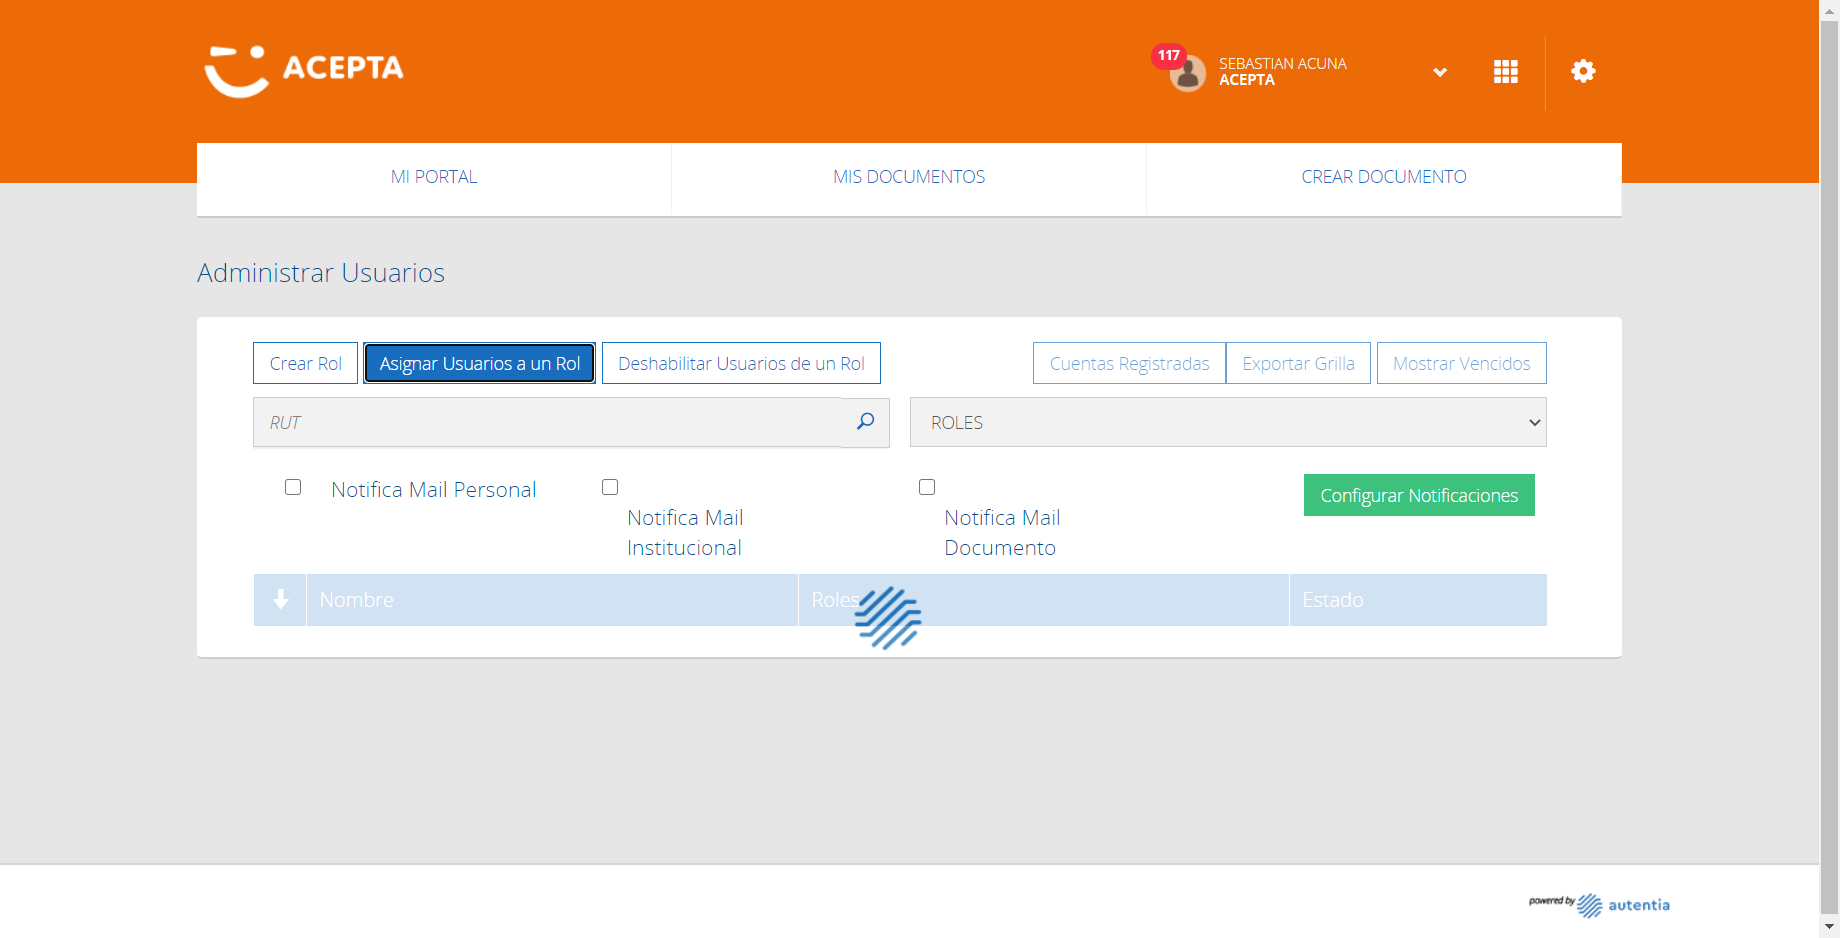 ACEPTA
117
SEBASTIAN ACUNA
ACEPTA
MI PORTAL
MIS DOCUMENTOS
CREAR DOCUMENTO
Administrar Usuarios
Crear Rol
Asignar Usuarios a un Rol
Deshabilitar Usuarios de un Rol
Cuentas Registradas
Exportar Grilla
Mostrar Vencidos
RUT
ROLES
Notifica Mail Personal
Notifica Mail
Institucional
Notifica Mail
Documento
Configurar Notificaciones
Nombre
Roles
Estado
powered by autentia